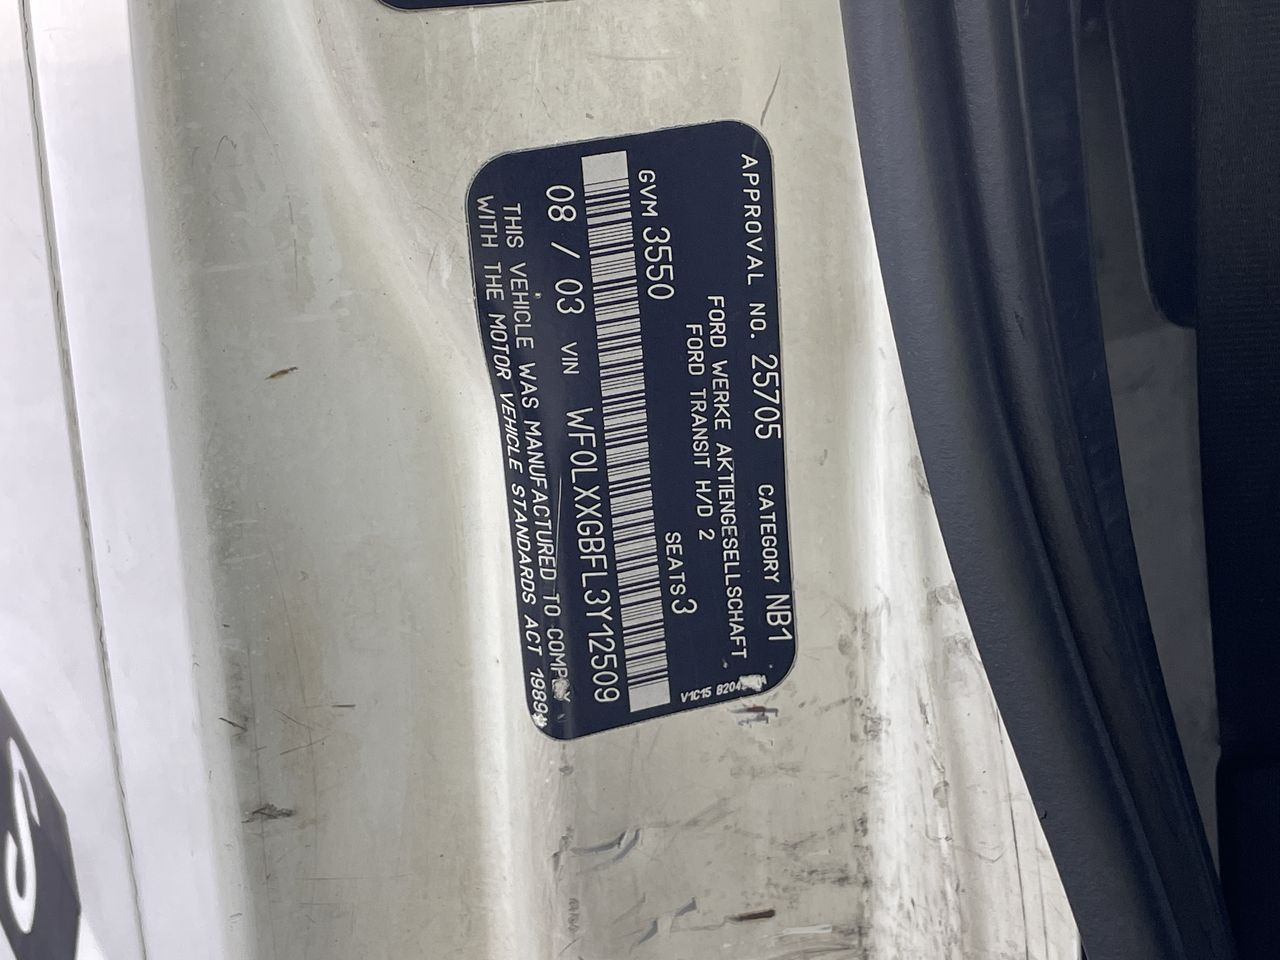 APPROVAL NO. 25705 CATEGORY NB1
FORD WERKE AKTIENGESELLSCHAFT
FORD TRANSIT H/D 2
GVM 3550 SEATS 3
08 / 03 VIN WF0LXXGBFL3Y12509
THIS VEHICLE WAS MANUFACTURED TO COMPLY
WITH THE MOTOR VEHICLE STANDARDS ACT 1989*
V1C15